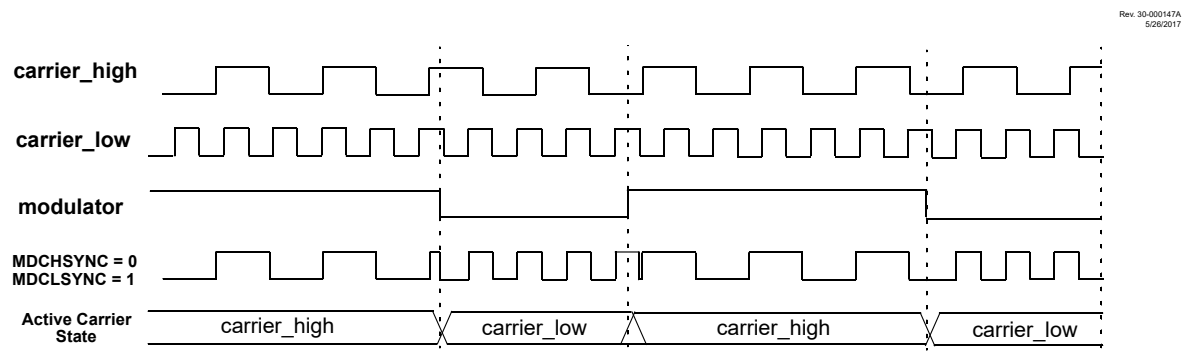 Rev. 30-000147A
5/26/2017
carrier_high
carrier_low
modulator
MDCHSYNC = 0
MDCLSYNC = 1
Active Carrier
State
carrier_high
carrier_low
carrier_high
carrier_low